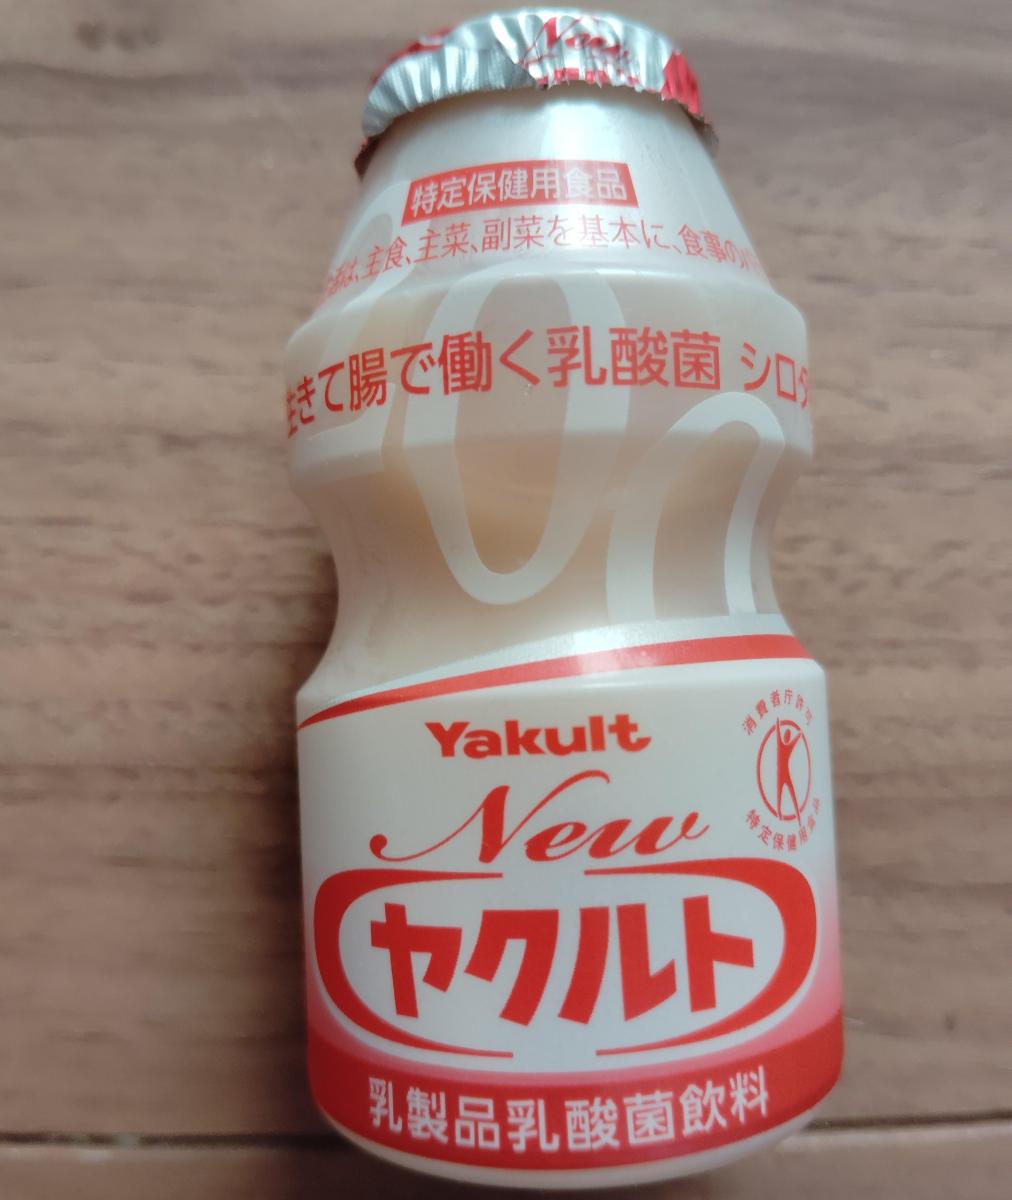 New
特定保健用食品
は、主食、主菜、副菜を基本に、食事の
生きて腸で働く乳酸菌 シロタ
Yakult
消費者庁許可
特定保健用食品
New
ヤクルト
乳製品乳酸菌飲料